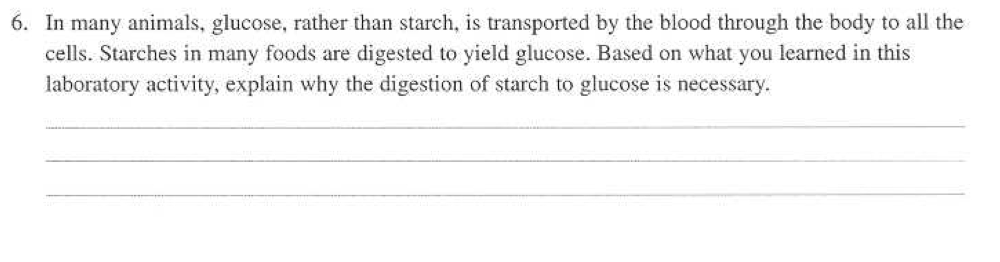 6. In many animals, glucose, rather than starch, is transported by the blood through the body to all the
cells. Starches in many foods are digested to yield glucose. Based on what you learned in this
laboratory activity, explain why the digestion of starch to glucose is necessary.